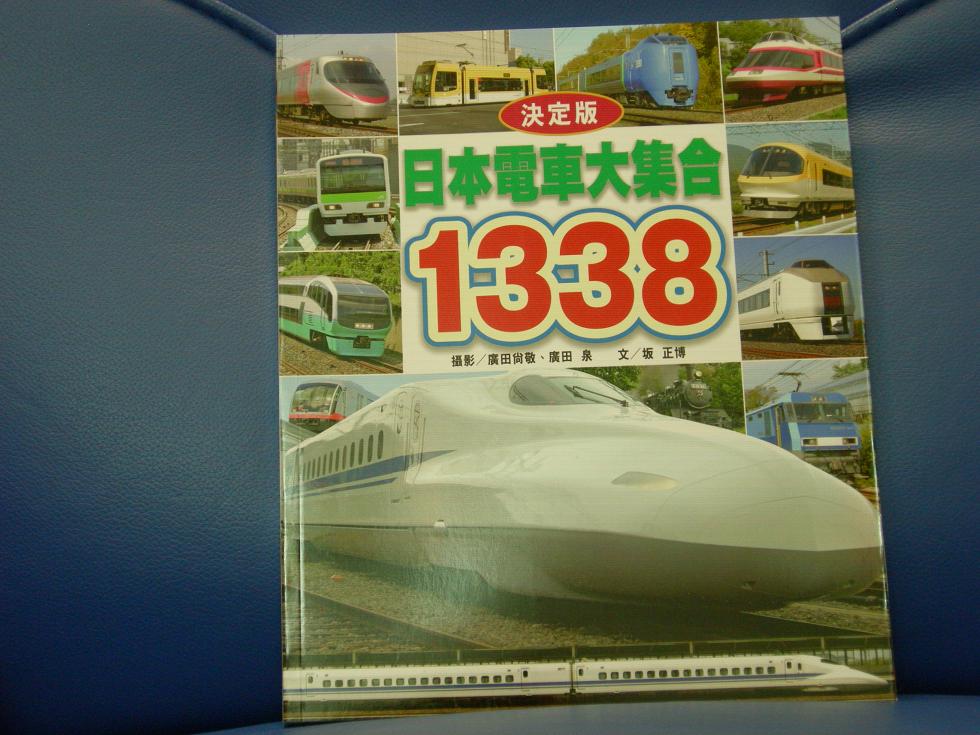 決定版
日本電車大集合
1338
攝影／廣田尚敬、廣田 泉 文／坂 正博